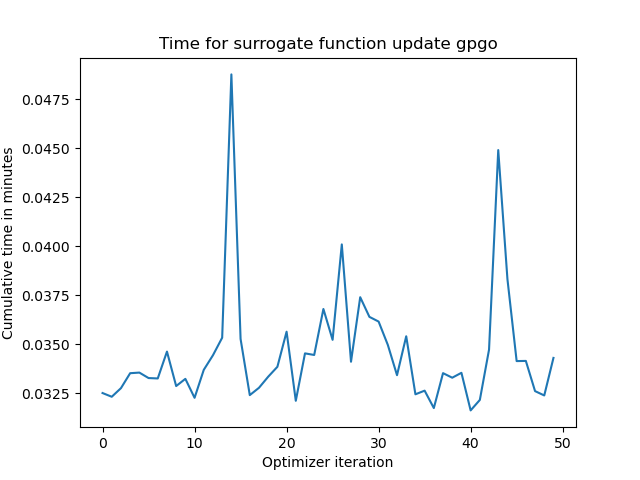 Time for surrogate function update gpgo
Cumulative time in minutes
0.0475
0.0450
0.0425
0.0400
0.0375
0.0350
0.0325
0 10 20 30 40 50
Optimizer iteration